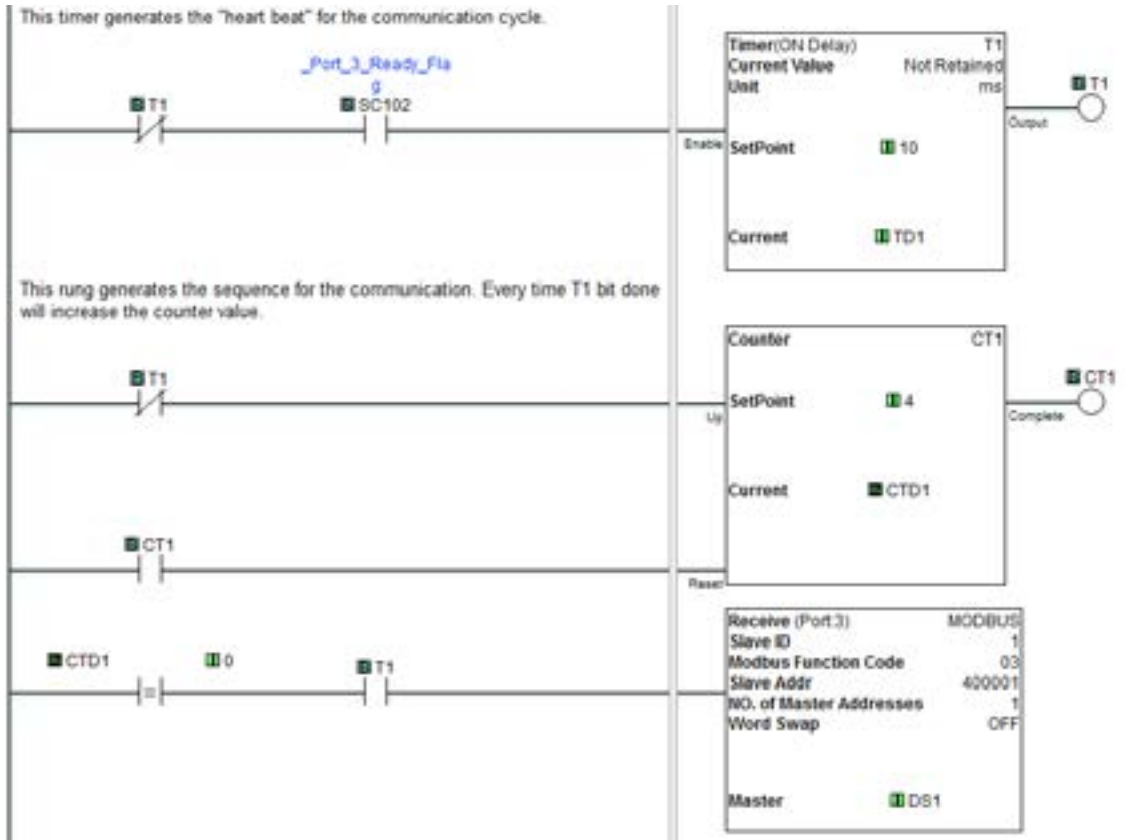 This timer generates the "heart beat" for the communication cycle.
_Port_3_Ready_Fla
g
T1
SC102
Timer(ON Delay) T1
Current Value Not Retained
Unit ms
T1
Output
Enable
SetPoint 10
Current TD1
This rung generates the sequence for the communication. Every time T1 bit done
will increase the counter value.
T1
Counter CT1
CT1
SetPoint 4
Up
Complete
Current CTD1
CT1
Reset
CTD1
0
T1
=
Receive (Port:3) MODBUS
Slave ID 1
Modbus Function Code 03
Slave Addr 400001
NO. of Master Addresses 1
Word Swap OFF
Master DS1